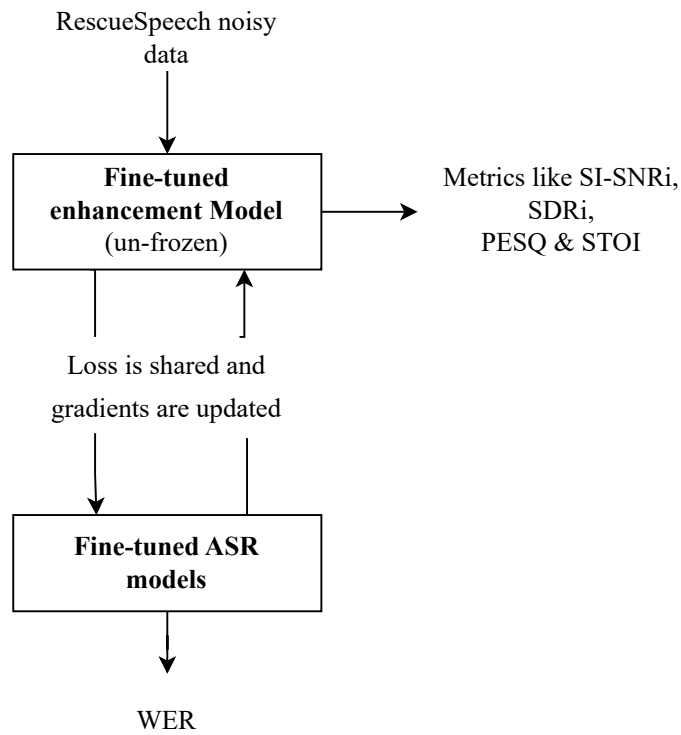 RescueSpeech noisy
data
Fine-tuned
enhancement Model
(un-frozen)
Metrics like SI-SNRi,
SDRi,
PESQ & STOI
Loss is shared and
gradients are updated
Fine-tuned ASR
models
WER